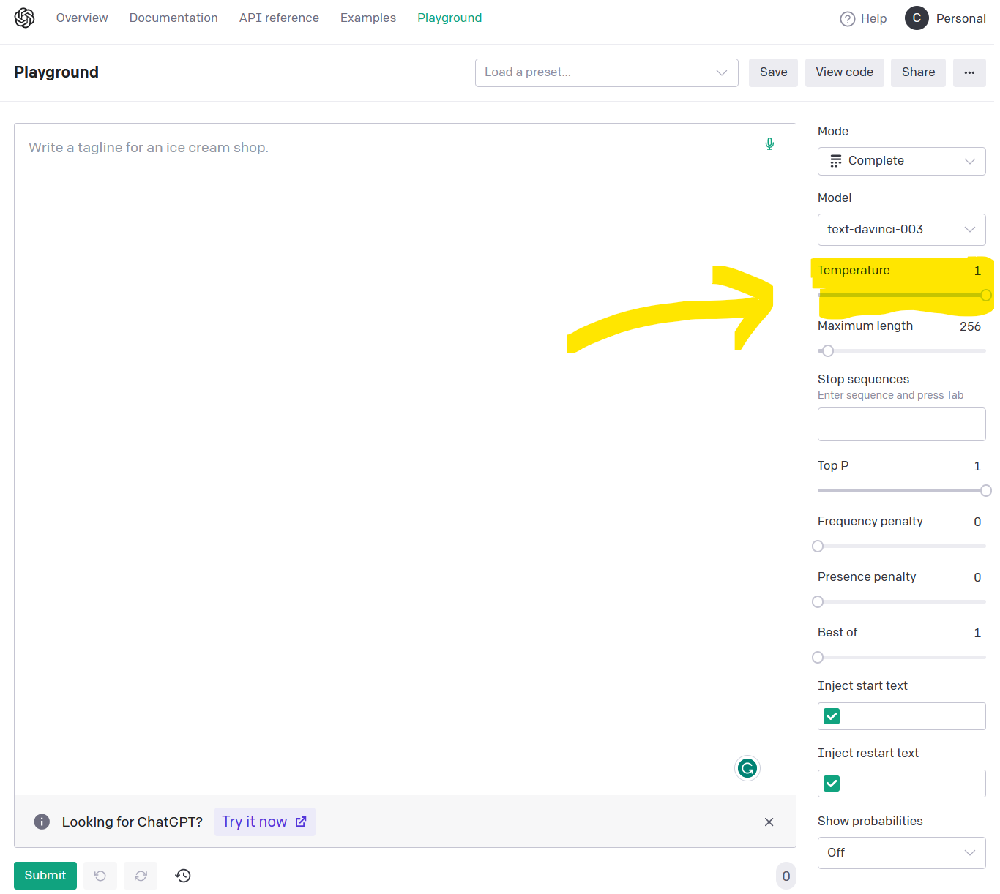 Overview Documentation API reference Examples Playground Help C Personal
Playground Load a preset... Save View code Share ...
Write a tagline for an ice cream shop.
Mode
Complete
Model
text-davinci-003
Temperature 1
Maximum length 256
Stop sequences
Enter sequence and press Tab
Top P 1
Frequency penalty 0
Presence penalty 0
Best of 1
Inject start text
Inject restart text
Looking for ChatGPT? Try it now
Show probabilities
Off
Submit 0